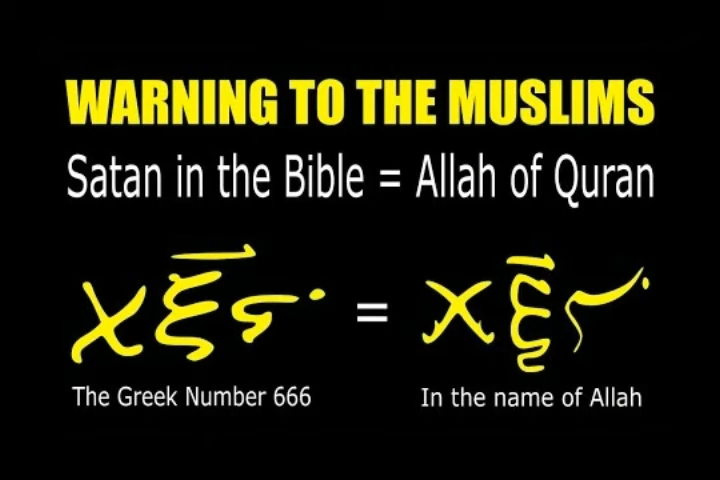 WARNING TO THE MUSLIMS
Satan in the Bible = Allah of Quran
χξς =
The Greek Number 666
In the name of Allah